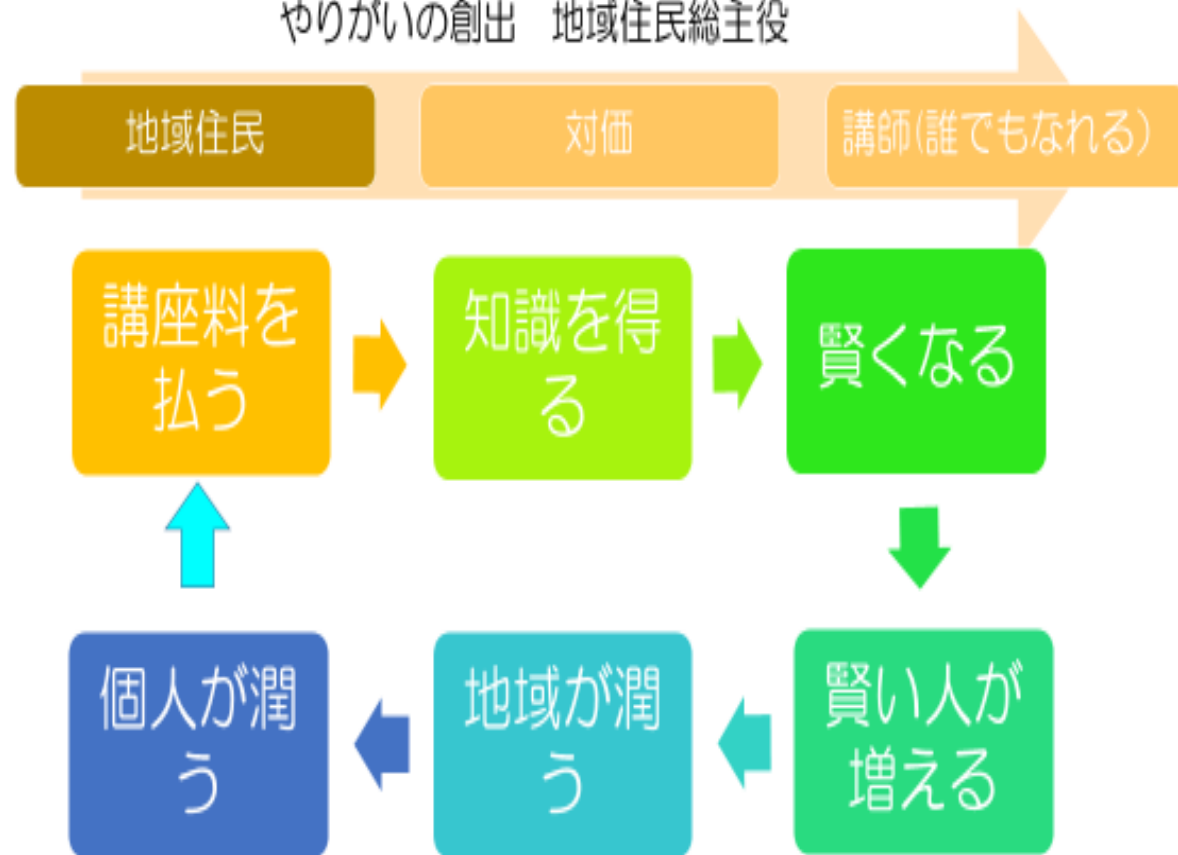 やりがいの創出　地域住民総主役
地域住民
対価
講師(誰でもなれる)
講座料を
払う
知識を得
る
賢くなる
賢い人が
増える
地域が潤
う
個人が潤
う